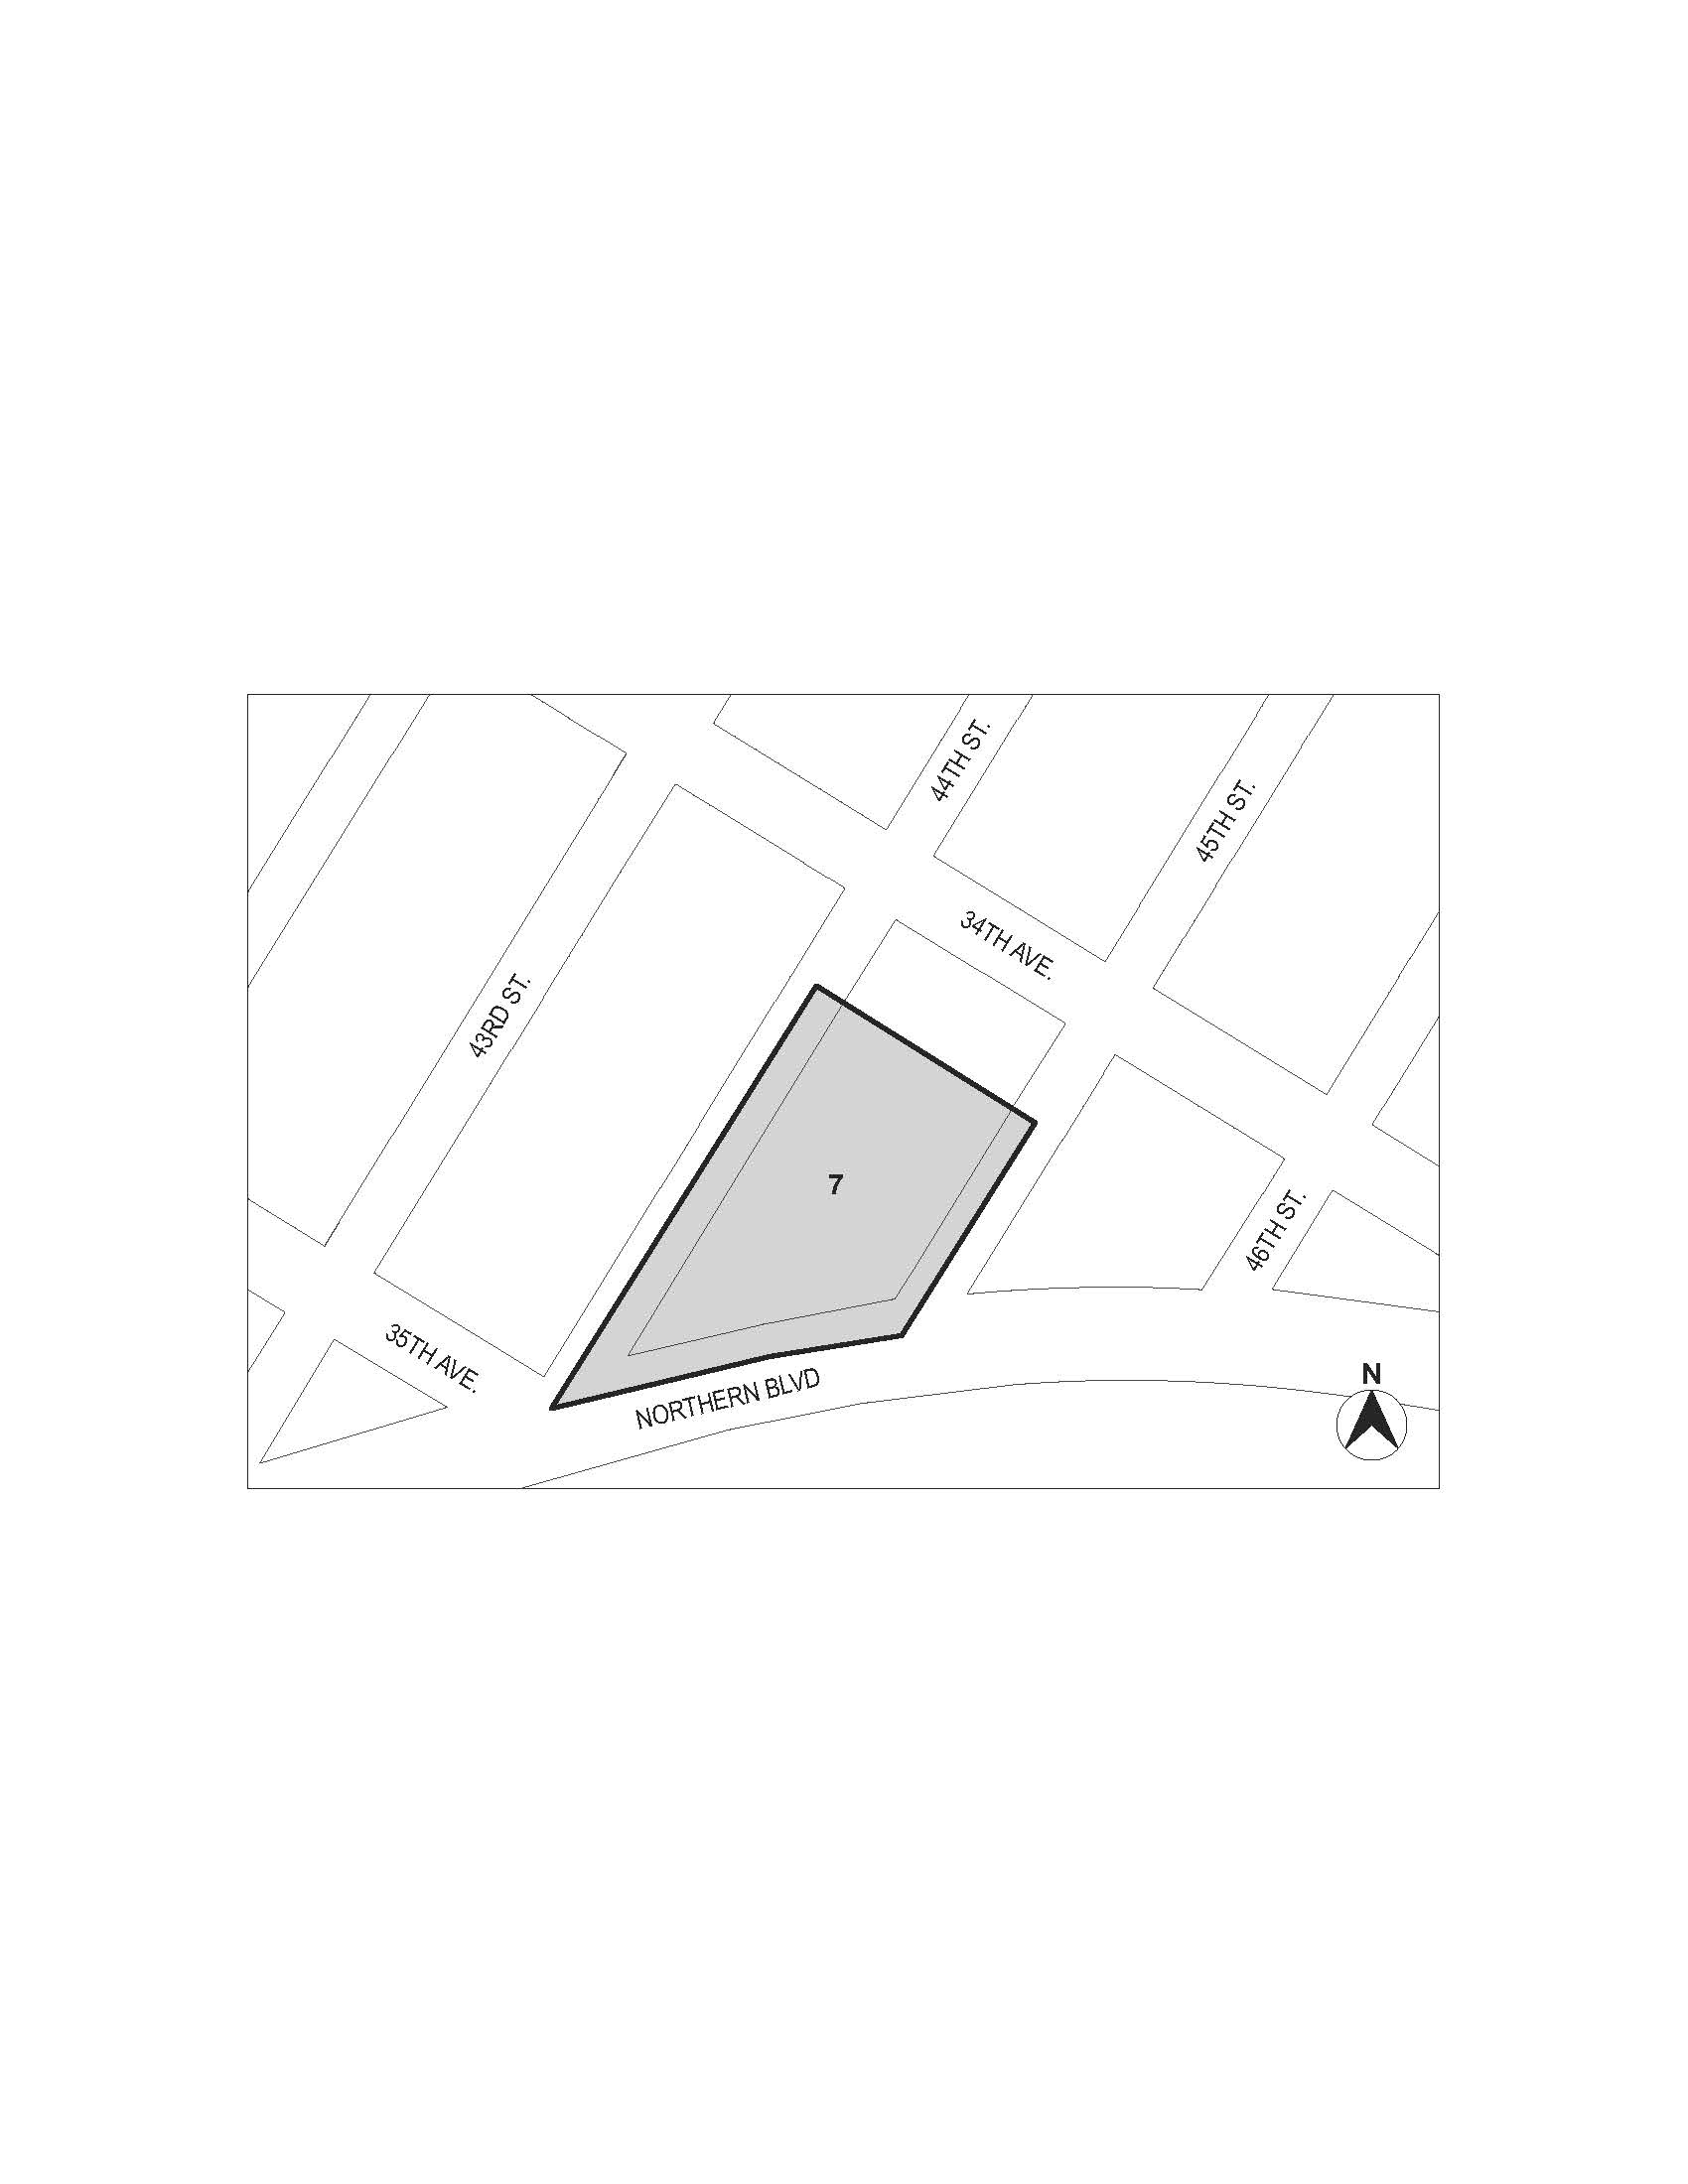 44TH ST.
45TH ST.
34TH AVE.
43RD ST.
7
46TH ST.
35TH AVE.
NORTHERN BLVD
N